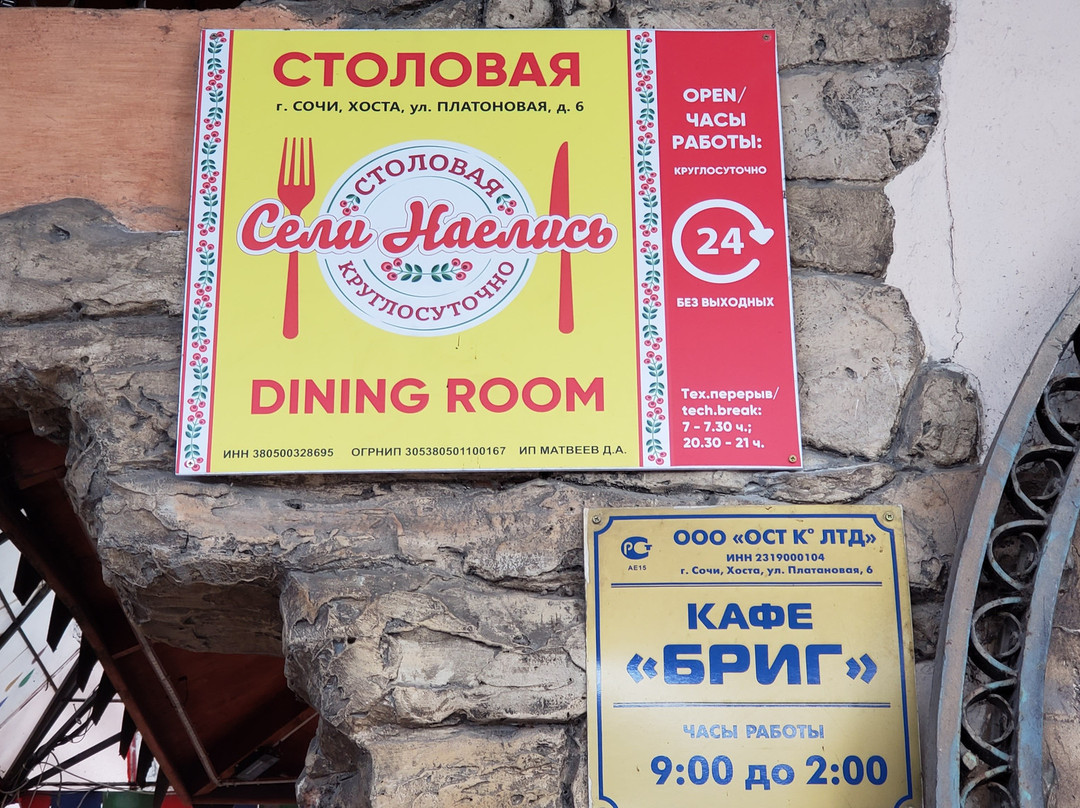 СТОЛОВАЯ
г. СОЧИ, ХОСТА, ул. ПЛАТОНОВАЯ, д. 6
СТОЛОВАЯ
Сели Наелись
КРУГЛОСУТОЧНО
DINING ROOM
ИНН 380500328695 ОГРНИП 305380501100167 ИП МАТВЕЕВ Д.А.
OPEN/
ЧАСЫ
РАБОТЫ:
КРУГЛОСУТОЧНО
24
БЕЗ ВЫХОДНЫХ
Тех.перерыв/
tech.break:
7 - 7.30 ч.;
20.30 - 21 ч.
РСТ
АЕ15
ООО «ОСТ К° ЛТД»
ИНН 2319000104
г. Сочи, Хоста, ул. Платановая, 6
КАФЕ
«БРИГ»
ЧАСЫ РАБОТЫ
9:00 до 2:00